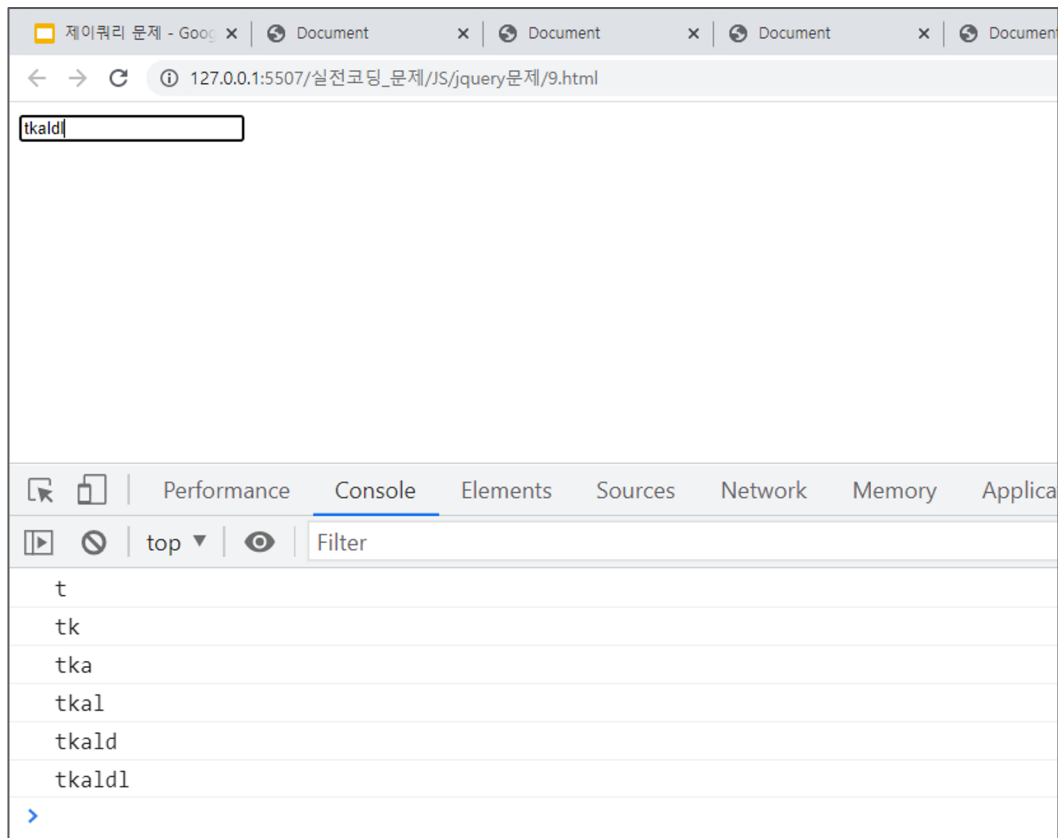 제이쿼리 문제 - Goog Document Document Document Document
127.0.0.1:5507/실전코딩_문제/JS/jquery문제/9.html
tkaldl
Performance Console Elements Sources Network Memory Applica
top Filter
t
tk
tka
tkal
tkald
tkaldl